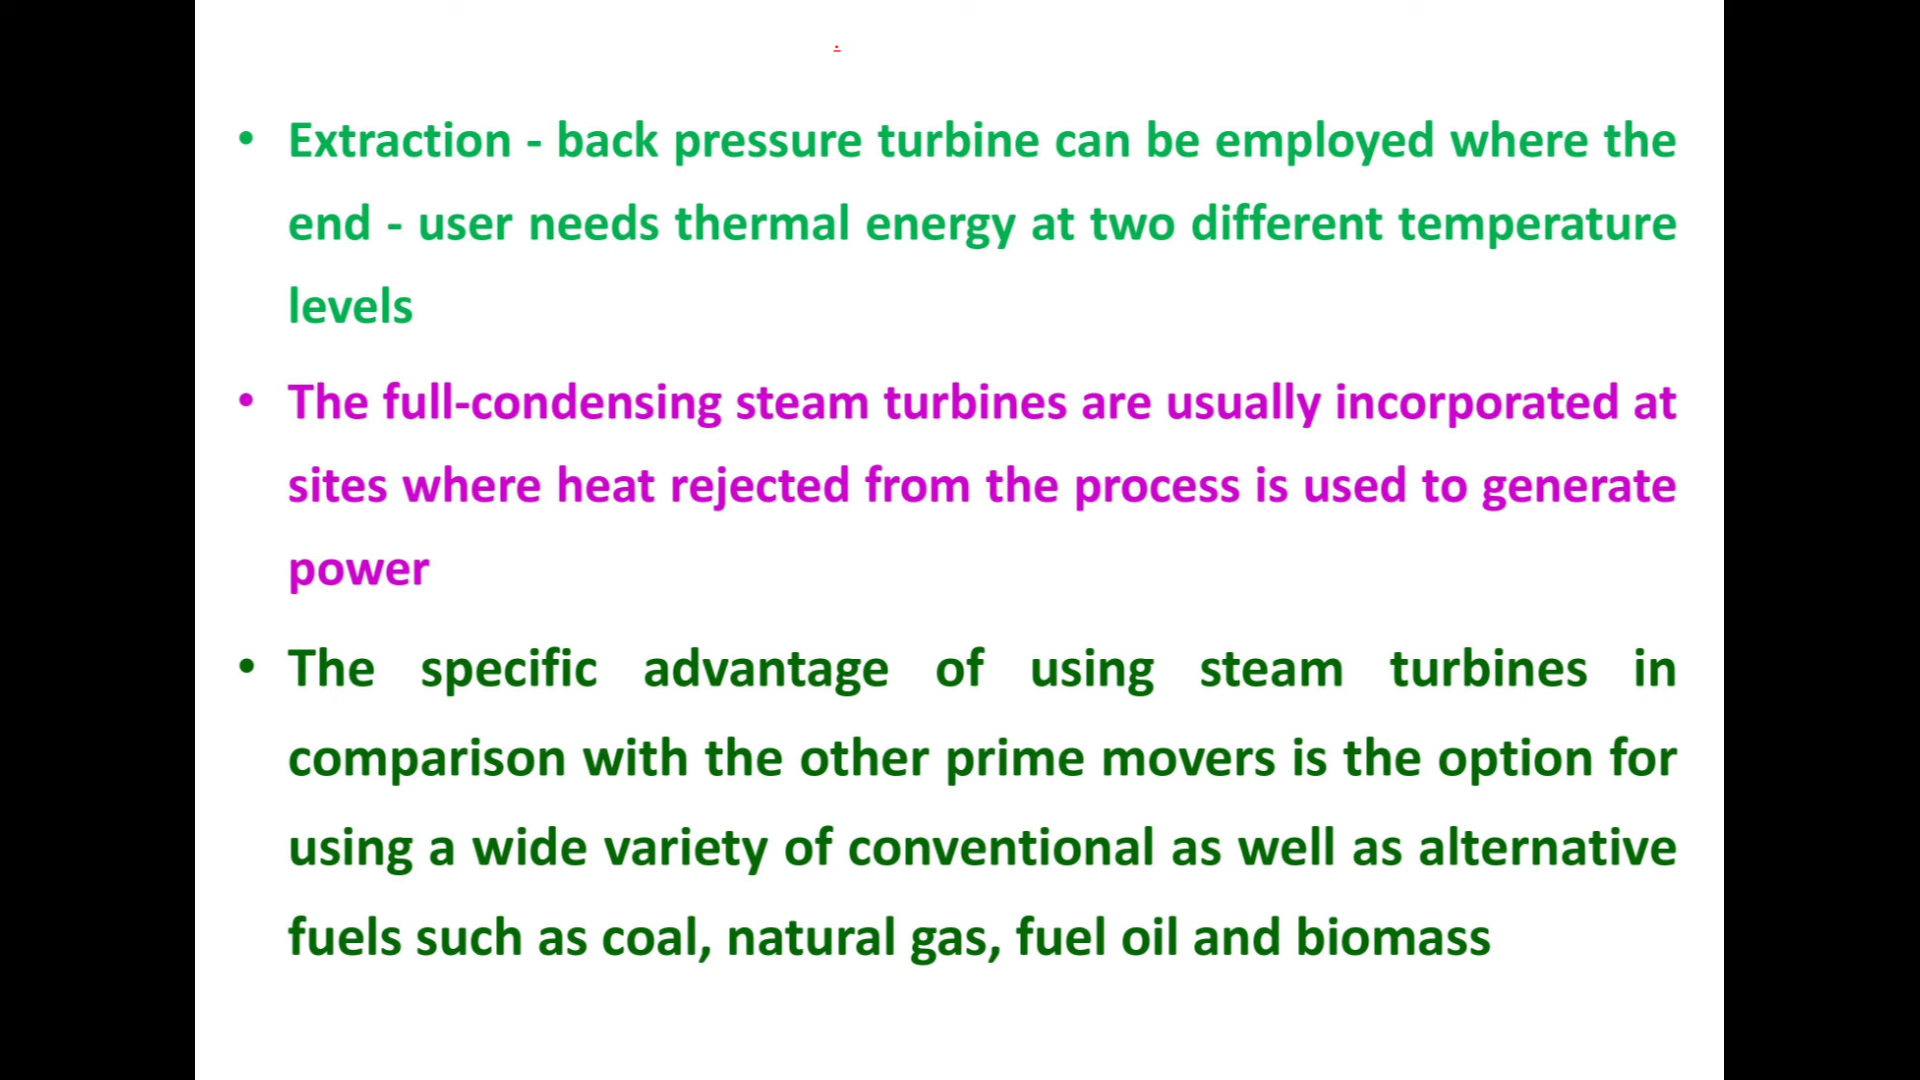 .
• Extraction - back pressure turbine can be employed where the
end - user needs thermal energy at two different temperature
levels
• The full-condensing steam turbines are usually incorporated at
sites where heat rejected from the process is used to generate
power
• The specific advantage of using steam turbines in
comparison with the other prime movers is the option for
using a wide variety of conventional as well as alternative
fuels such as coal, natural gas, fuel oil and biomass